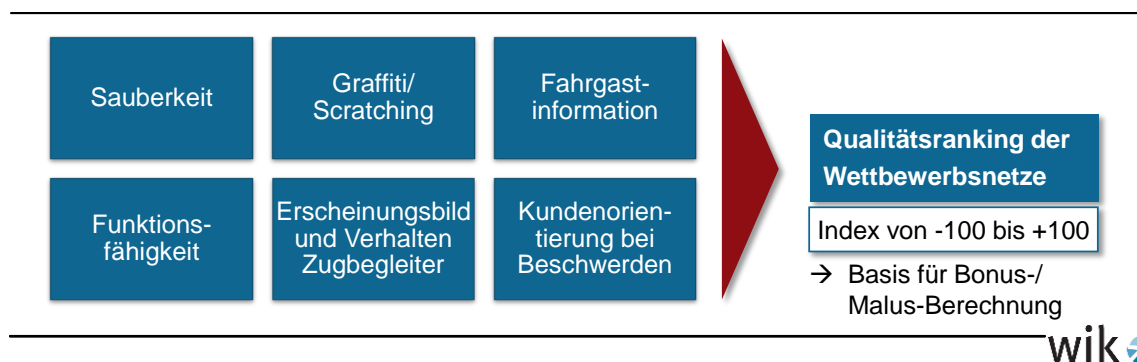 Sauberkeit
Graffiti/
Scratching
Fahrgast-
information
Funktions-
fähigkeit
Erscheinungsbild
und Verhalten
Zugbegleiter
Kundenorien-
tierung bei
Beschwerden
Qualitätsranking der
Wettbewerbsnetze
Index von -100 bis +100
→ Basis für Bonus-/
Malus-Berechnung
wik